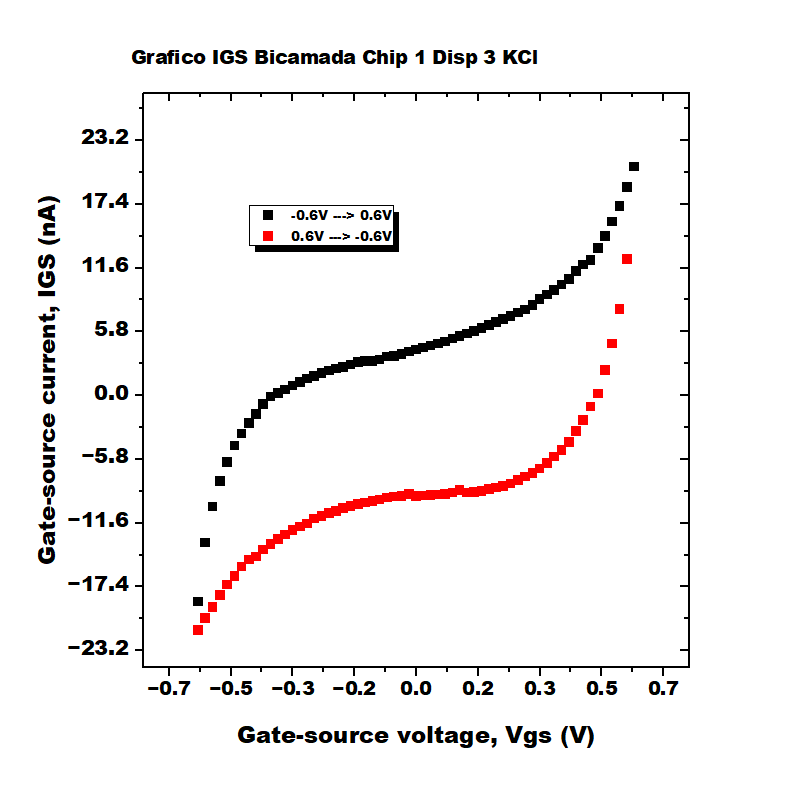 Grafico IGS Bicamada Chip 1 Disp 3 KCl
Gate-source current, IGS (nA)
23.2
17.4
11.6
5.8
0.0
−5.8
−11.6
−17.4
−23.2
-0.6V ---> 0.6V
0.6V ---> -0.6V
−0.7 −0.5 −0.3 −0.2 0.0 0.2 0.3 0.5 0.7
Gate-source voltage, Vgs (V)